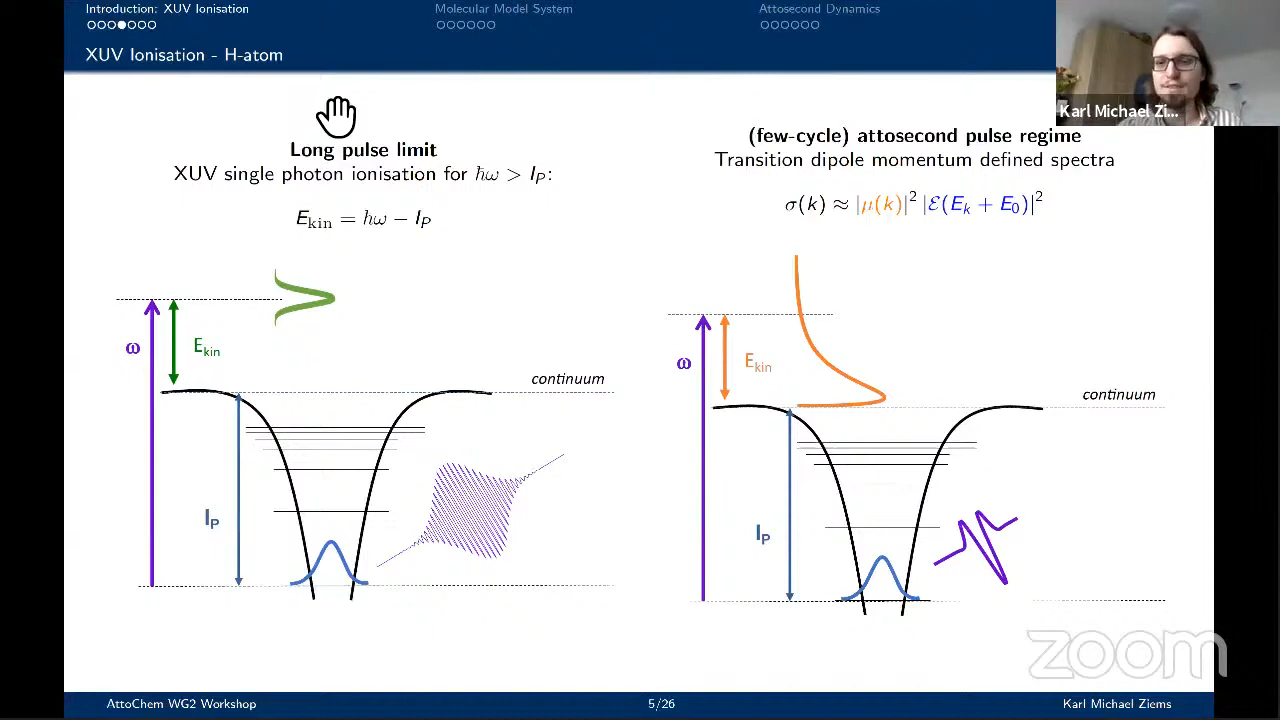 Introduction: XUV Ionisation
Molecular Model System
Attosecond Dynamics
XUV Ionisation - H-atom
Karl Michael Zi...
Long pulse limit
XUV single photon ionisation for ℏω > I_P:
E_kin = ℏω − I_P
(few-cycle) attosecond pulse regime
Transition dipole momentum defined spectra
σ(k) ≈ |μ(k)|² |ℰ(E_k + E_0)|²
ω
E_kin
continuum
I_P
ω
E_kin
continuum
I_P
zoom
AttoChem WG2 Workshop
5/26
Karl Michael Ziems